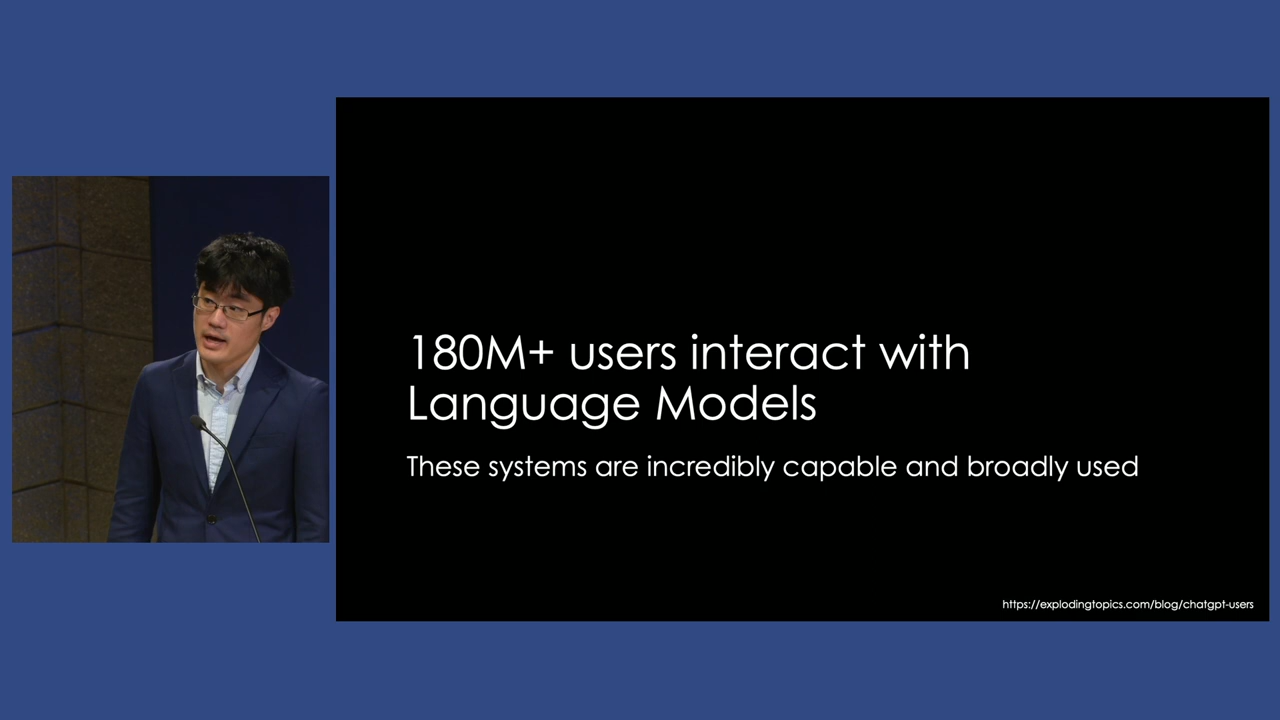 180M+ users interact with
Language Models
These systems are incredibly capable and broadly used
https://explodingtopics.com/blog/chatgpt-users